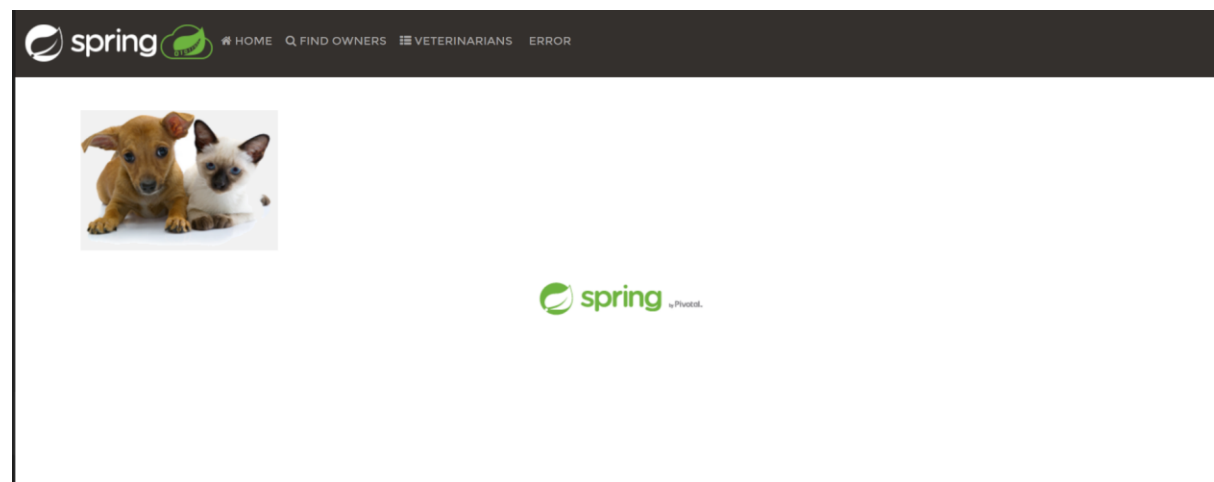 spring HOME FIND OWNERS VETERINARIANS ERROR
spring by Pivotal.